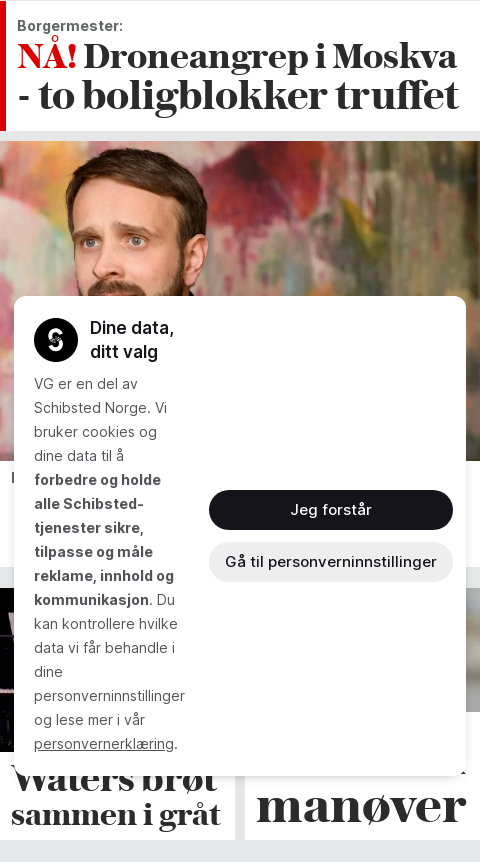 Borgermester:
NÅ! Droneangrep i Moskva
- to boligblokker truffet
Dine data,
ditt valg
VG er en del av
Schibsted Norge. Vi
bruker cookies og
dine data til å
forbedre og holde
alle Schibsted-
tjenester sikre,
tilpasse og måle
reklame, innhold og
kommunikasjon. Du
kan kontrollere hvilke
data vi får behandle i
dine
personverninnstillinger
og lese mer i vår
personvernerklæring.
Jeg forstår
Gå til personverninnstillinger
Waters brøt
sammen i gråt
manøver